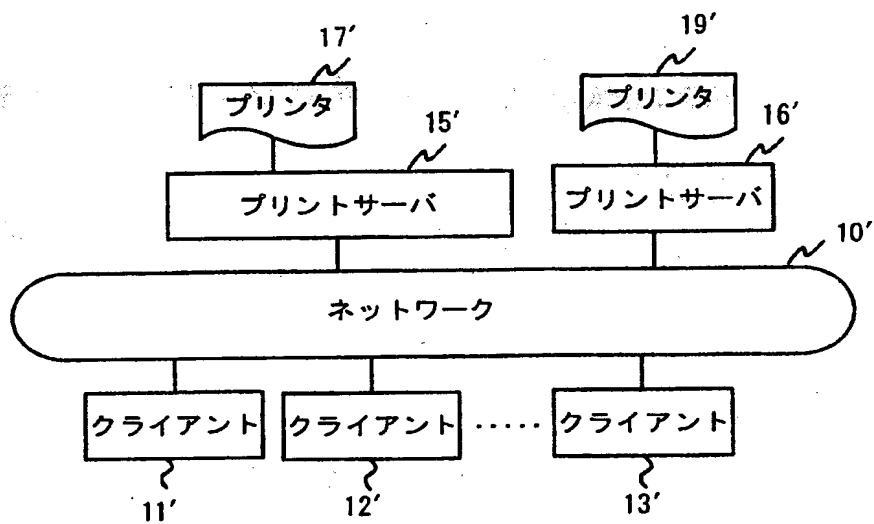 17′
19′
プリンタ
プリンタ
15′
16′
プリントサーバ
プリントサーバ
10′
ネットワーク
クライアント
クライアント
.....
クライアント
11′
12′
13′